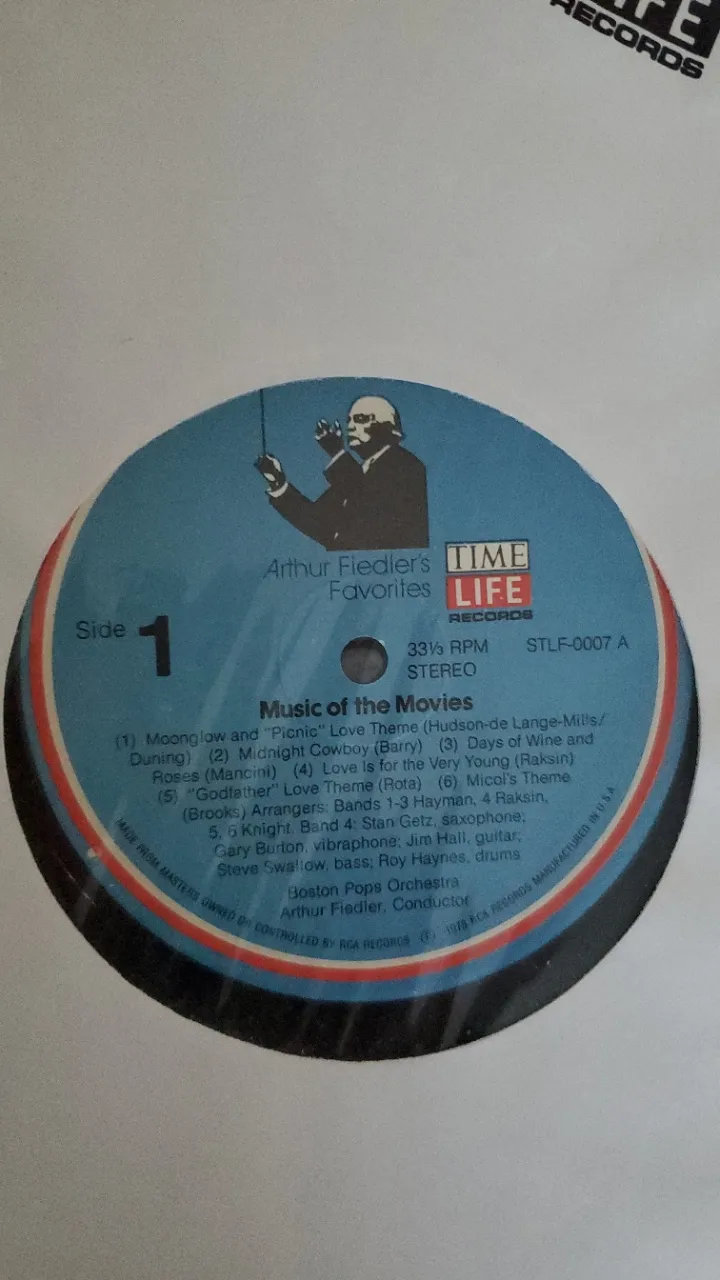 LIFE
RECORDS
Arthur Fiedler's
Favorites
TIME
LIFE
RECORDS
Side 1
33⅓ RPM
STEREO
STLF-0007 A
Music of the Movies
(1) Moonglow and "Picnic" Love Theme (Hudson-de Lange-Mills/
Duning) (2) Midnight Cowboy (Barry) (3) Days of Wine and
Roses (Mancini) (4) Love Is for the Very Young (Raksin)
(5) "Godfather" Love Theme (Rota) (6) Micol's Theme
(Brooks) Arrangers: Bands 1-3 Hayman, 4 Raksin,
5, 6 Knight. Band 4: Stan Getz, saxophone;
Gary Burton, vibraphone; Jim Hall, guitar;
Steve Swallow, bass; Roy Haynes, drums
Boston Pops Orchestra
Arthur Fiedler, Conductor
MADE FROM MASTERS OWNED OR CONTROLLED BY RCA RECORDS (P) 1978 RCA RECORDS MANUFACTURED IN U.S.A.